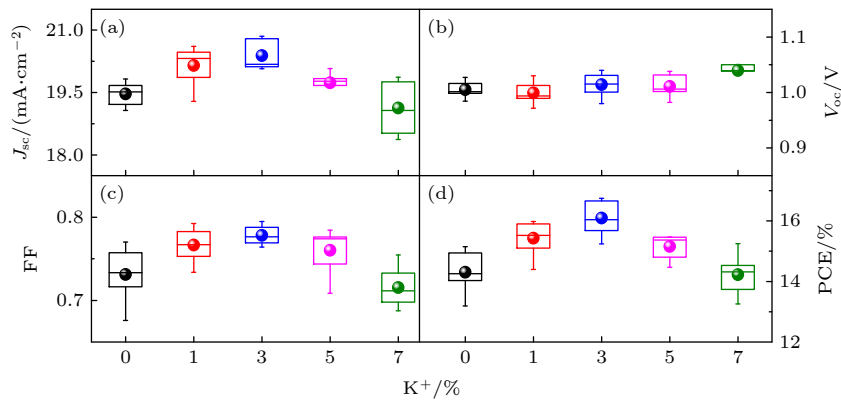 (a)
(b)
21.0
19.5
18.0
J_sc/(mA·cm⁻²)
1.1
1.0
0.9
V_oc/V
(c)
(d)
0.8
0.7
FF
16
14
12
PCE/%
0 1 3 5 7 0 1 3 5 7
K⁺/%